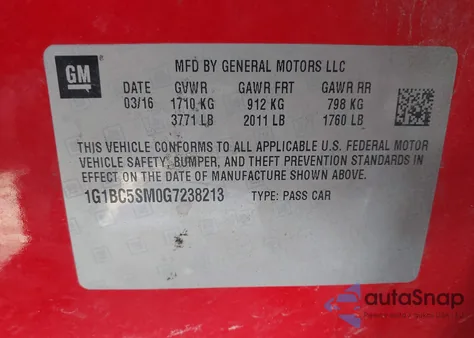 GM
MFD BY GENERAL MOTORS LLC
DATE GVWR GAWR FRT GAWR RR
03/16 1710 KG 912 KG 798 KG
3771 LB 2011 LB 1760 LB
THIS VEHICLE CONFORMS TO ALL APPLICABLE U.S. FEDERAL MOTOR
VEHICLE SAFETY, BUMPER, AND THEFT PREVENTION STANDARDS IN
EFFECT ON THE DATE OF MANUFACTURE SHOWN ABOVE.
1G1BC5SM0G7238213 TYPE: PASS CAR
autoSnap